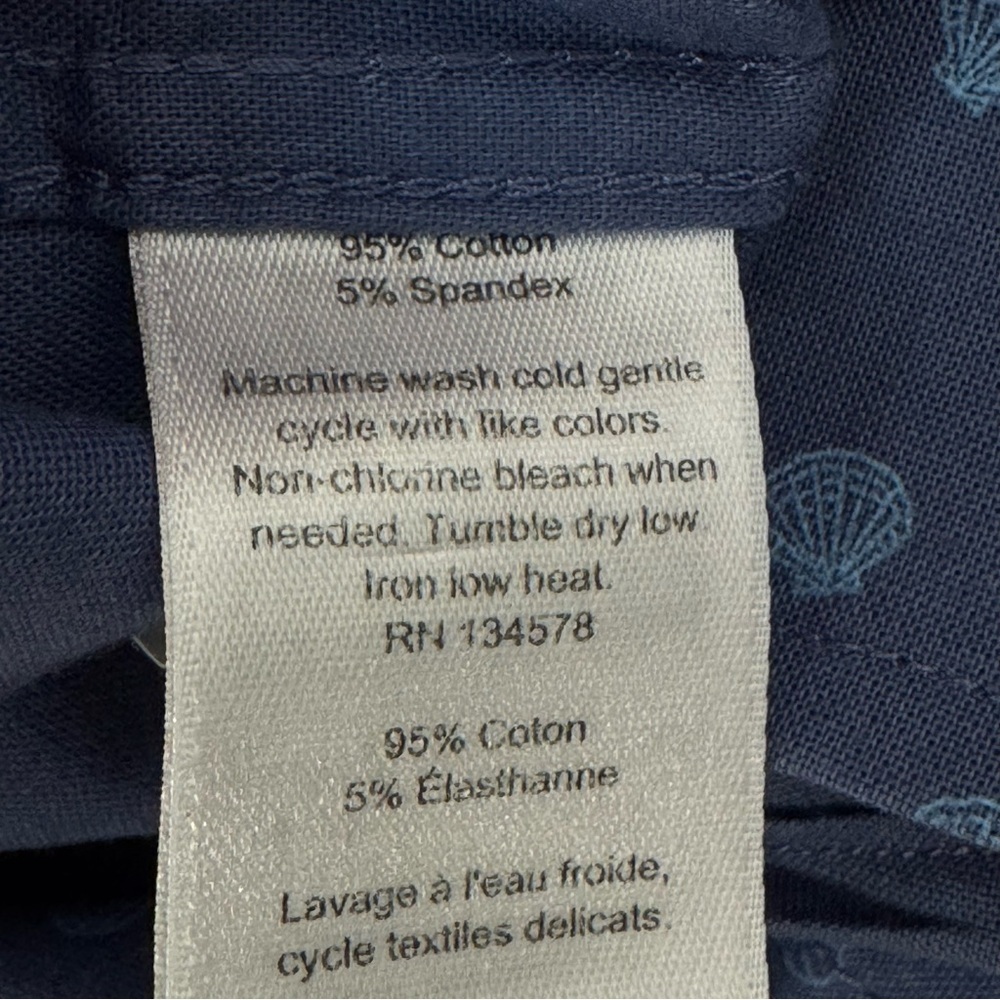 95% Cotton
5% Spandex
Machine wash cold gentle
cycle with like colors.
Non-chlorine bleach when
needed. Tumble dry low
Iron low heat.
RN 134578
95% Coton
5% Élasthanne
Lavage à l'eau froide,
cycle textiles delicats.